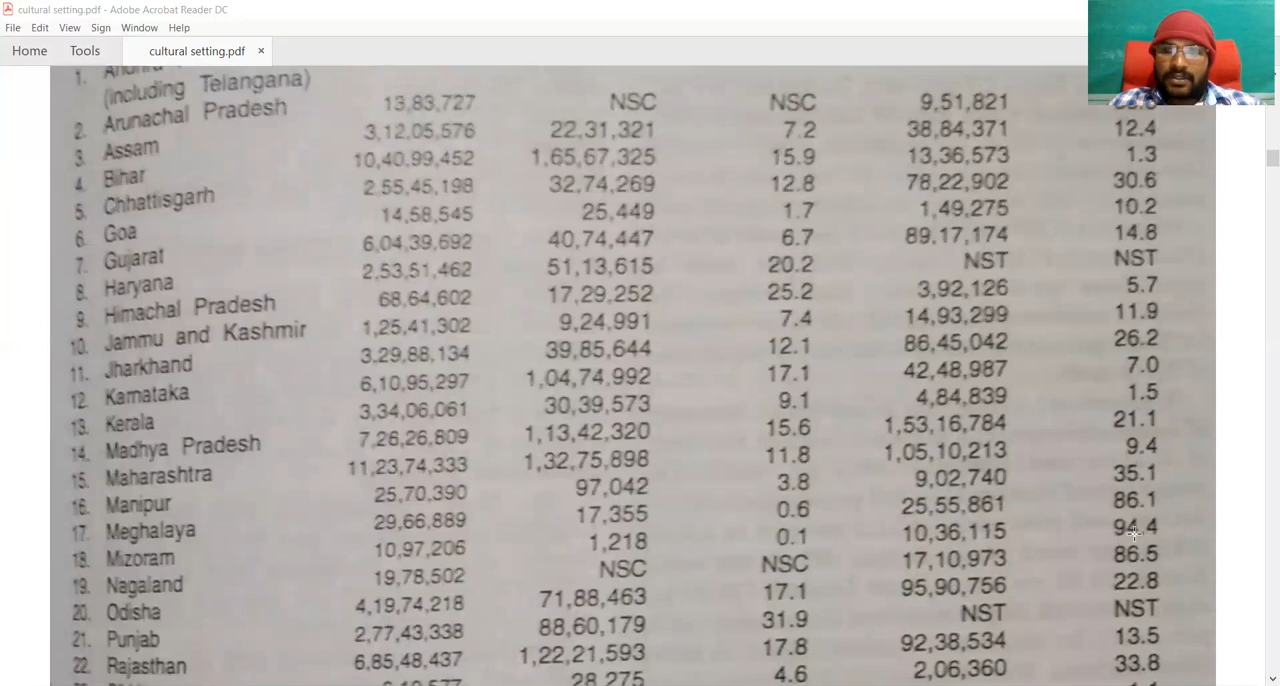 cultural setting.pdf - Adobe Acrobat Reader DC
File Edit View Sign Window Help
Home Tools cultural setting.pdf ×
1.
(including Telangana)
2. Arunachal Pradesh 13,83,727 NSC NSC 9,51,821
3. Assam 3,12,05,576 22,31,321 7.2 38,84,371 12.4
4. Bihar 10,40,99,452 1,65,67,325 15.9 13,36,573 1.3
5. Chhattisgarh 2,55,45,198 32,74,269 12.8 78,22,902 30.6
6. Goa 14,58,545 25,449 1.7 1,49,275 10.2
7. Gujarat 6,04,39,692 40,74,447 6.7 89,17,174 14.8
8. Haryana 2,53,51,462 51,13,615 20.2 NST NST
9. Himachal Pradesh 68,64,602 17,29,252 25.2 3,92,126 5.7
10. Jammu and Kashmir 1,25,41,302 9,24,991 7.4 14,93,299 11.9
11. Jharkhand 3,29,88,134 39,85,644 12.1 86,45,042 26.2
12. Karnataka 6,10,95,297 1,04,74,992 17.1 42,48,987 7.0
13. Kerala 3,34,06,061 30,39,573 9.1 4,84,839 1.5
14. Madhya Pradesh 7,26,26,809 1,13,42,320 15.6 1,53,16,784 21.1
15. Maharashtra 11,23,74,333 1,32,75,898 11.8 1,05,10,213 9.4
16. Manipur 25,70,390 97,042 3.8 9,02,740 35.1
17. Meghalaya 29,66,889 17,355 0.6 25,55,861 86.1
18. Mizoram 10,97,206 1,218 0.1 10,36,115 94.4
19. Nagaland 19,78,502 NSC NSC 17,10,973 86.5
20. Odisha 4,19,74,218 71,88,463 17.1 95,90,756 22.8
21. Punjab 2,77,43,338 88,60,179 31.9 NST NST
22. Rajasthan 6,85,48,437 1,22,21,593 17.8 92,38,534 13.5
28,275 4.6 2,06,360 33.8